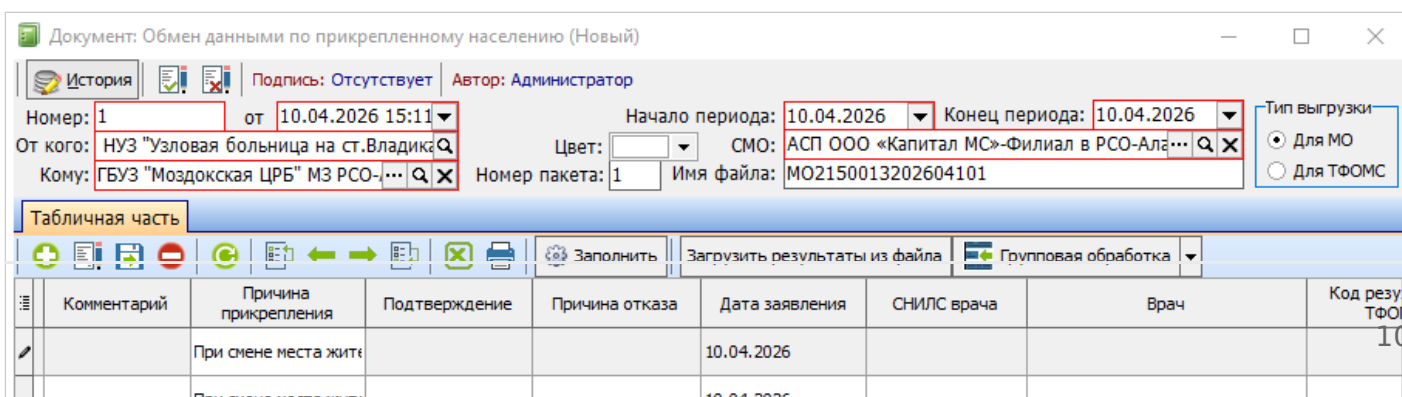 Документ: Обмен данными по прикрепленному населению (Новый)
История Подпись: Отсутствует Автор: Администратор
Номер: 1 от 10.04.2026 15:11 Начало периода: 10.04.2026 Конец периода: 10.04.2026 Тип выгрузки
От кого: НУЗ "Узловая больница на ст.Владика Цвет: СМО: АСП ООО «Капитал МС»-Филиал в РСО-Ала Для МО
Кому: ГБУЗ "Моздокская ЦРБ" МЗ РСО- Номер пакета: 1 Имя файла: MO2150013202604101 Для ТФОМС
Табличная часть
Заполнить Загрузить результаты из файла Групповая обработка
Комментарий Причина прикрепления Подтверждение Причина отказа Дата заявления СНИЛС врача Врач Код резу ТФО
10
При смене места жите 10.04.2026